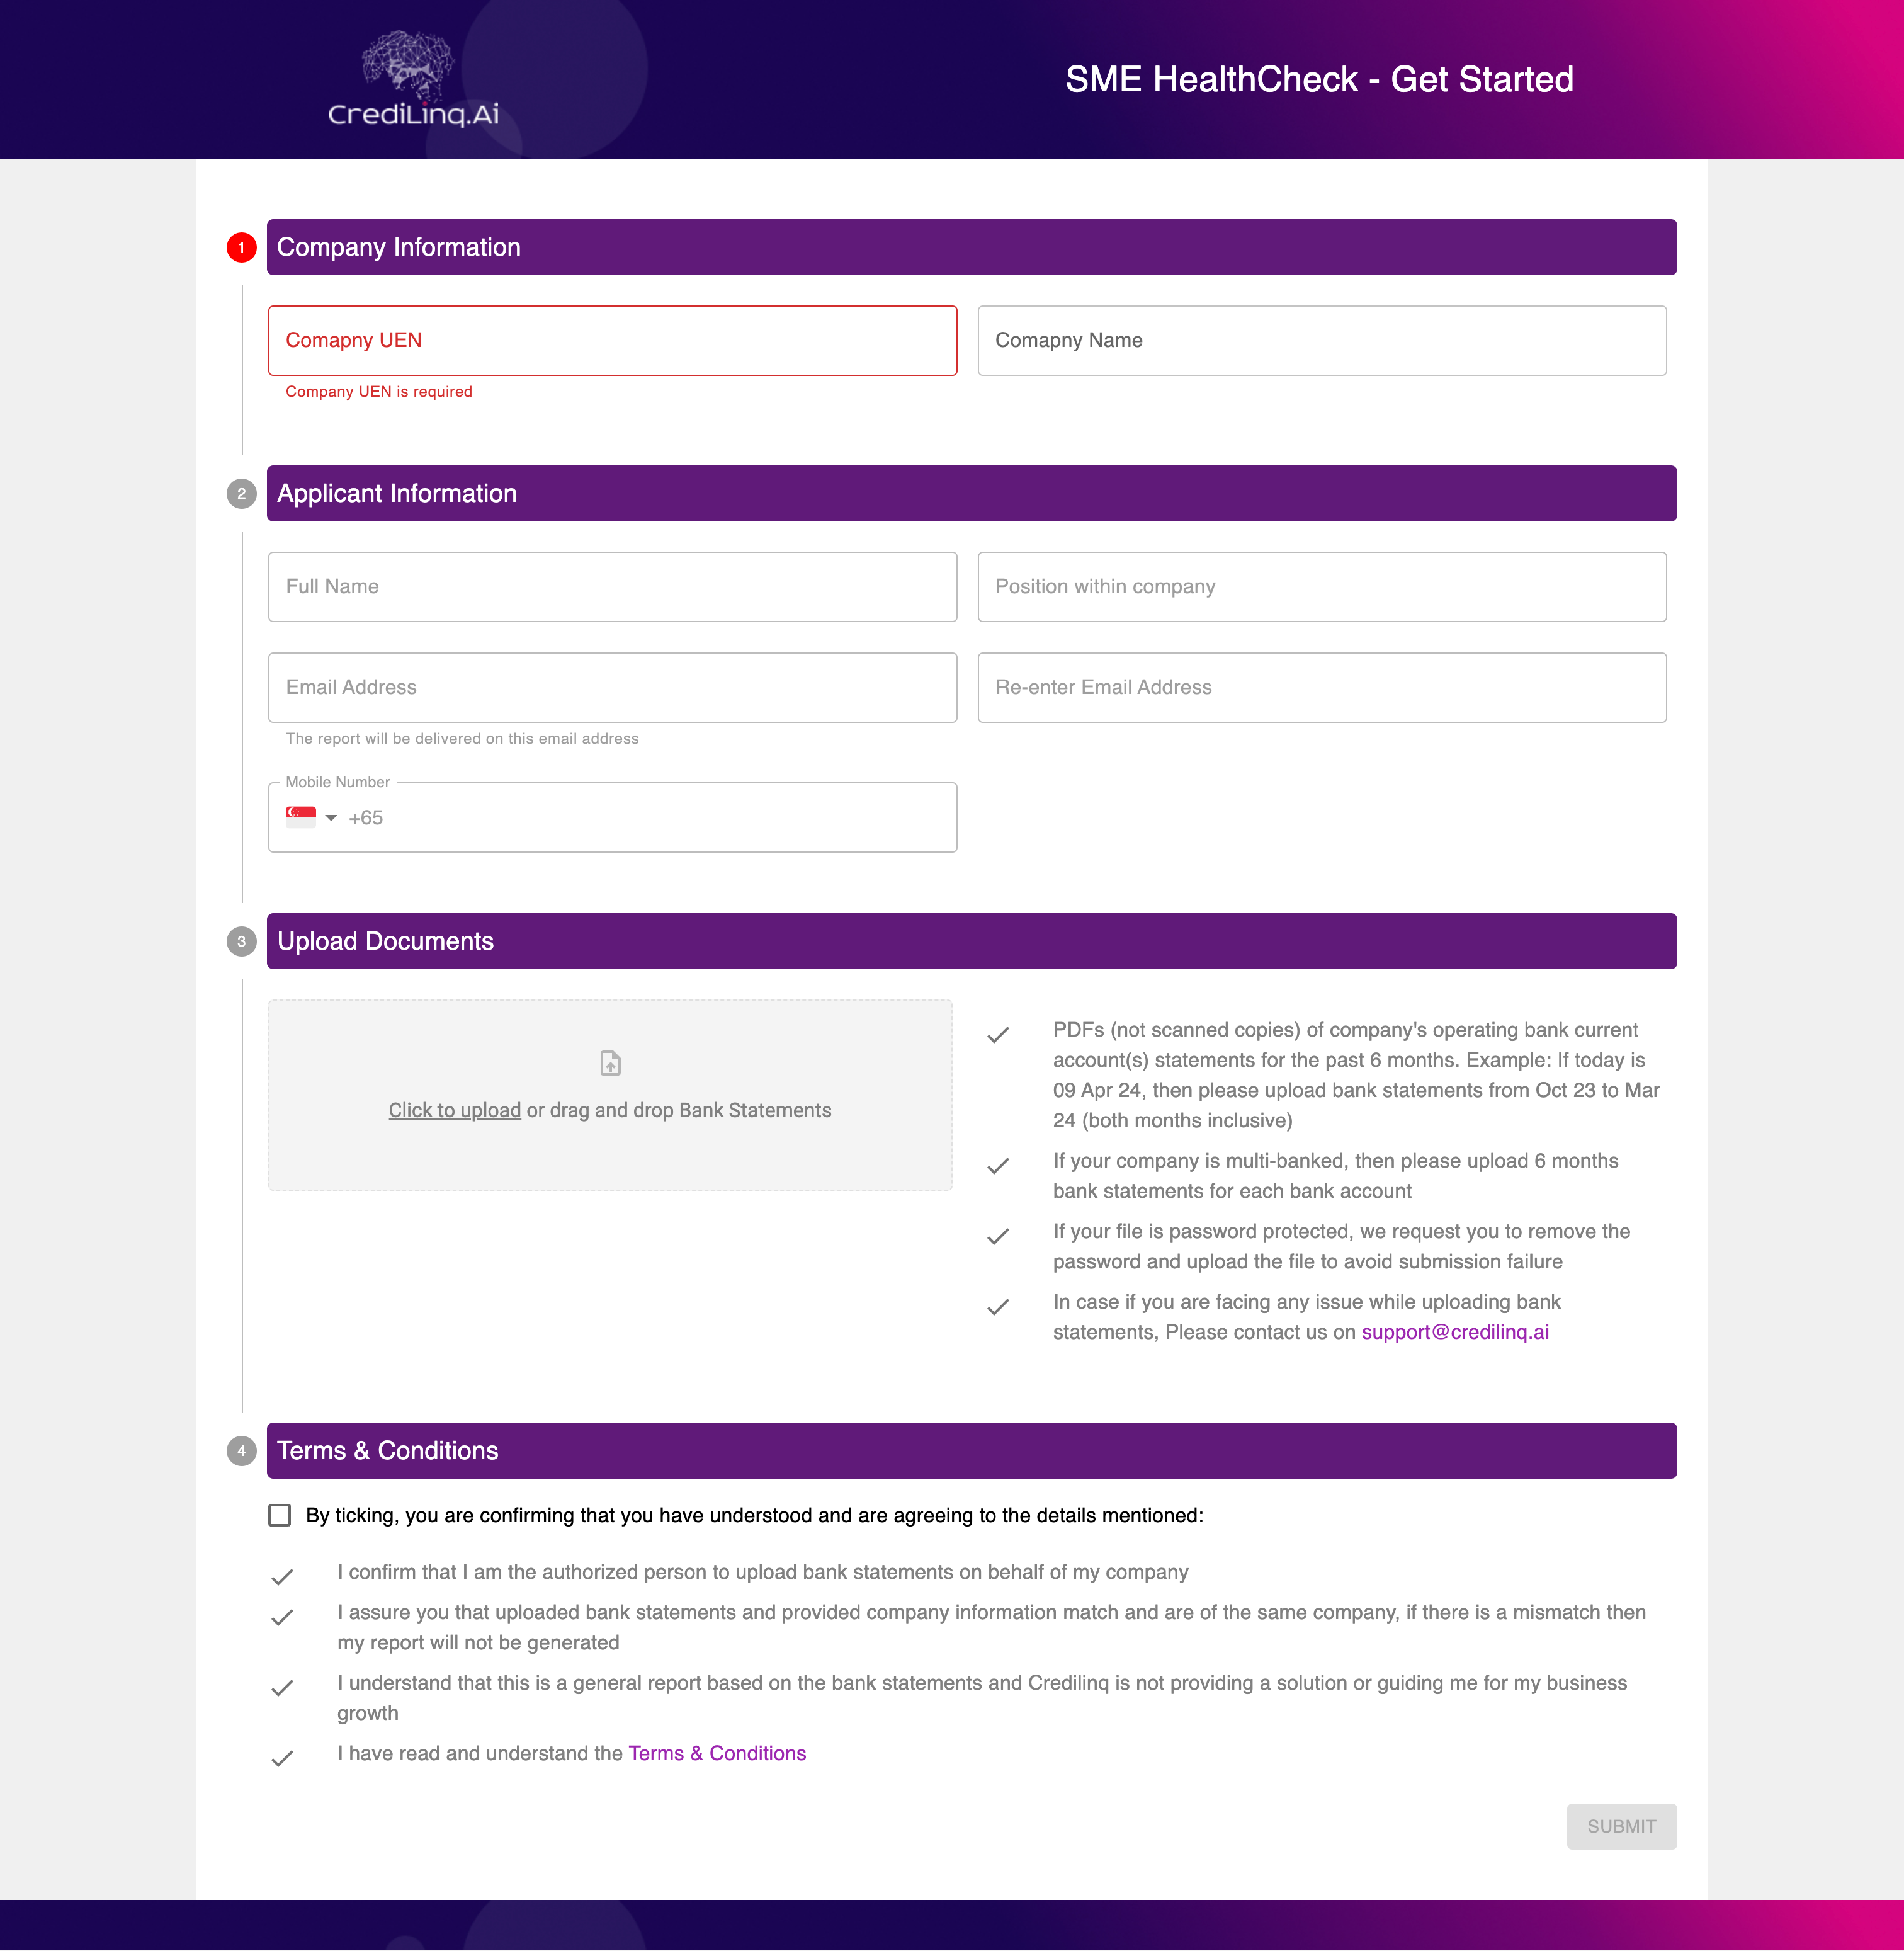 CrediLinq.Ai
SME HealthCheck - Get Started
1
Company Information
Comapny UEN
Comapny Name
Company UEN is required
2
Applicant Information
Full Name
Position within company
Email Address
Re-enter Email Address
The report will be delivered on this email address
Mobile Number
+65
3
Upload Documents
Click to upload or drag and drop Bank Statements
PDFs (not scanned copies) of company's operating bank current
account(s) statements for the past 6 months. Example: If today is
09 Apr 24, then please upload bank statements from Oct 23 to Mar
24 (both months inclusive)
If your company is multi-banked, then please upload 6 months
bank statements for each bank account
If your file is password protected, we request you to remove the
password and upload the file to avoid submission failure
In case if you are facing any issue while uploading bank
statements, Please contact us on support@credilinq.ai
4
Terms & Conditions
By ticking, you are confirming that you have understood and are agreeing to the details mentioned:
I confirm that I am the authorized person to upload bank statements on behalf of my company
I assure you that uploaded bank statements and provided company information match and are of the same company, if there is a mismatch then
my report will not be generated
I understand that this is a general report based on the bank statements and Credilinq is not providing a solution or guiding me for my business
growth
I have read and understand the Terms & Conditions
SUBMIT